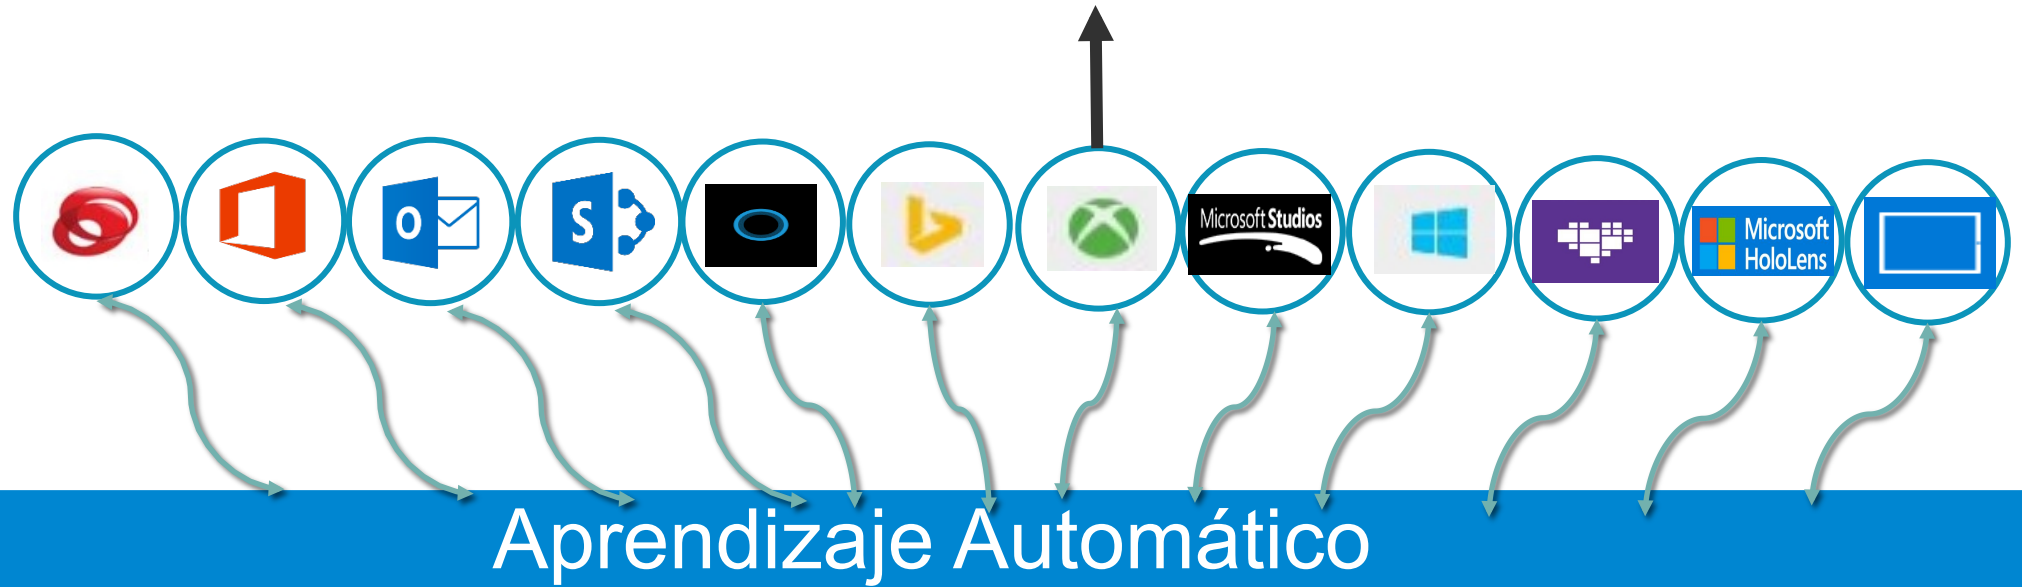 O
S
Microsoft Studios
Microsoft
HoloLens
Aprendizaje Automático